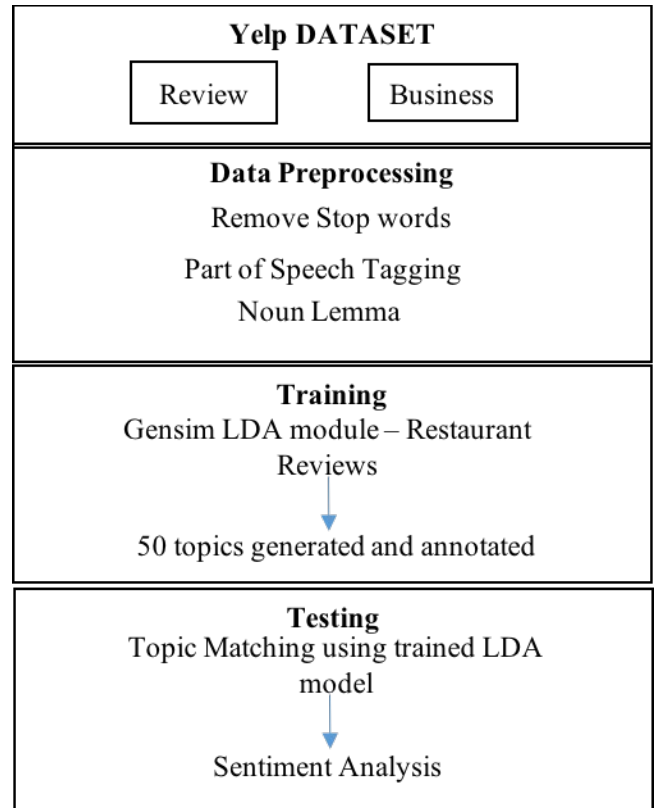 Yelp DATASET
Review
Business
Data Preprocessing
Remove Stop words
Part of Speech Tagging
Noun Lemma
Training
Gensim LDA module – Restaurant
Reviews
50 topics generated and annotated
Testing
Topic Matching using trained LDA
model
Sentiment Analysis